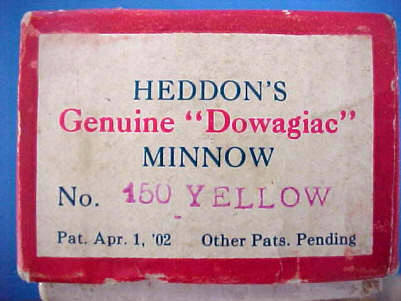 HEDDON'S
Genuine "Dowagiac"
MINNOW
No. 150 YELLOW
Pat. Apr. 1, '02 Other Pats. Pending